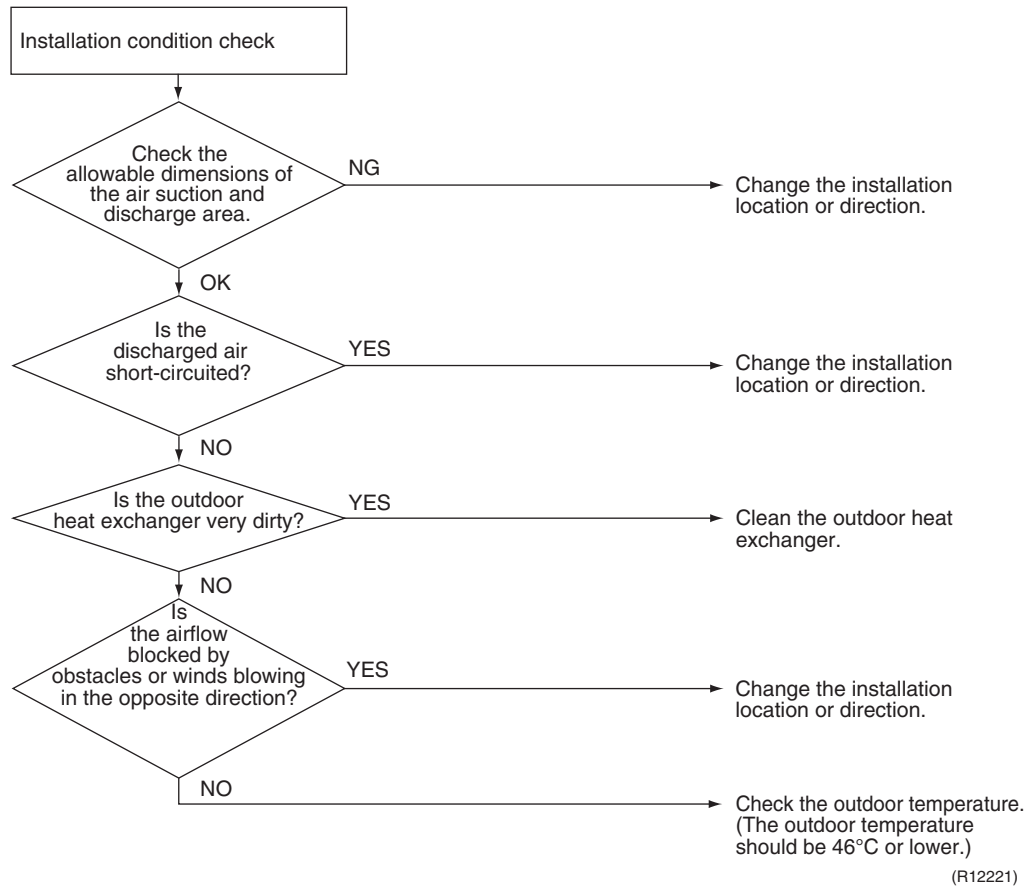 Installation condition check
Check the
allowable dimensions of
the air suction and
discharge area.
NG
Change the installation
location or direction.
OK
Is the
discharged air
short-circuited?
YES
Change the installation
location or direction.
NO
Is the outdoor
heat exchanger very dirty?
YES
Clean the outdoor heat
exchanger.
NO
Is
the airflow
blocked by
obstacles or winds blowing
in the opposite direction?
YES
Change the installation
location or direction.
NO
Check the outdoor temperature.
(The outdoor temperature
should be 46°C or lower.)
(R12221)